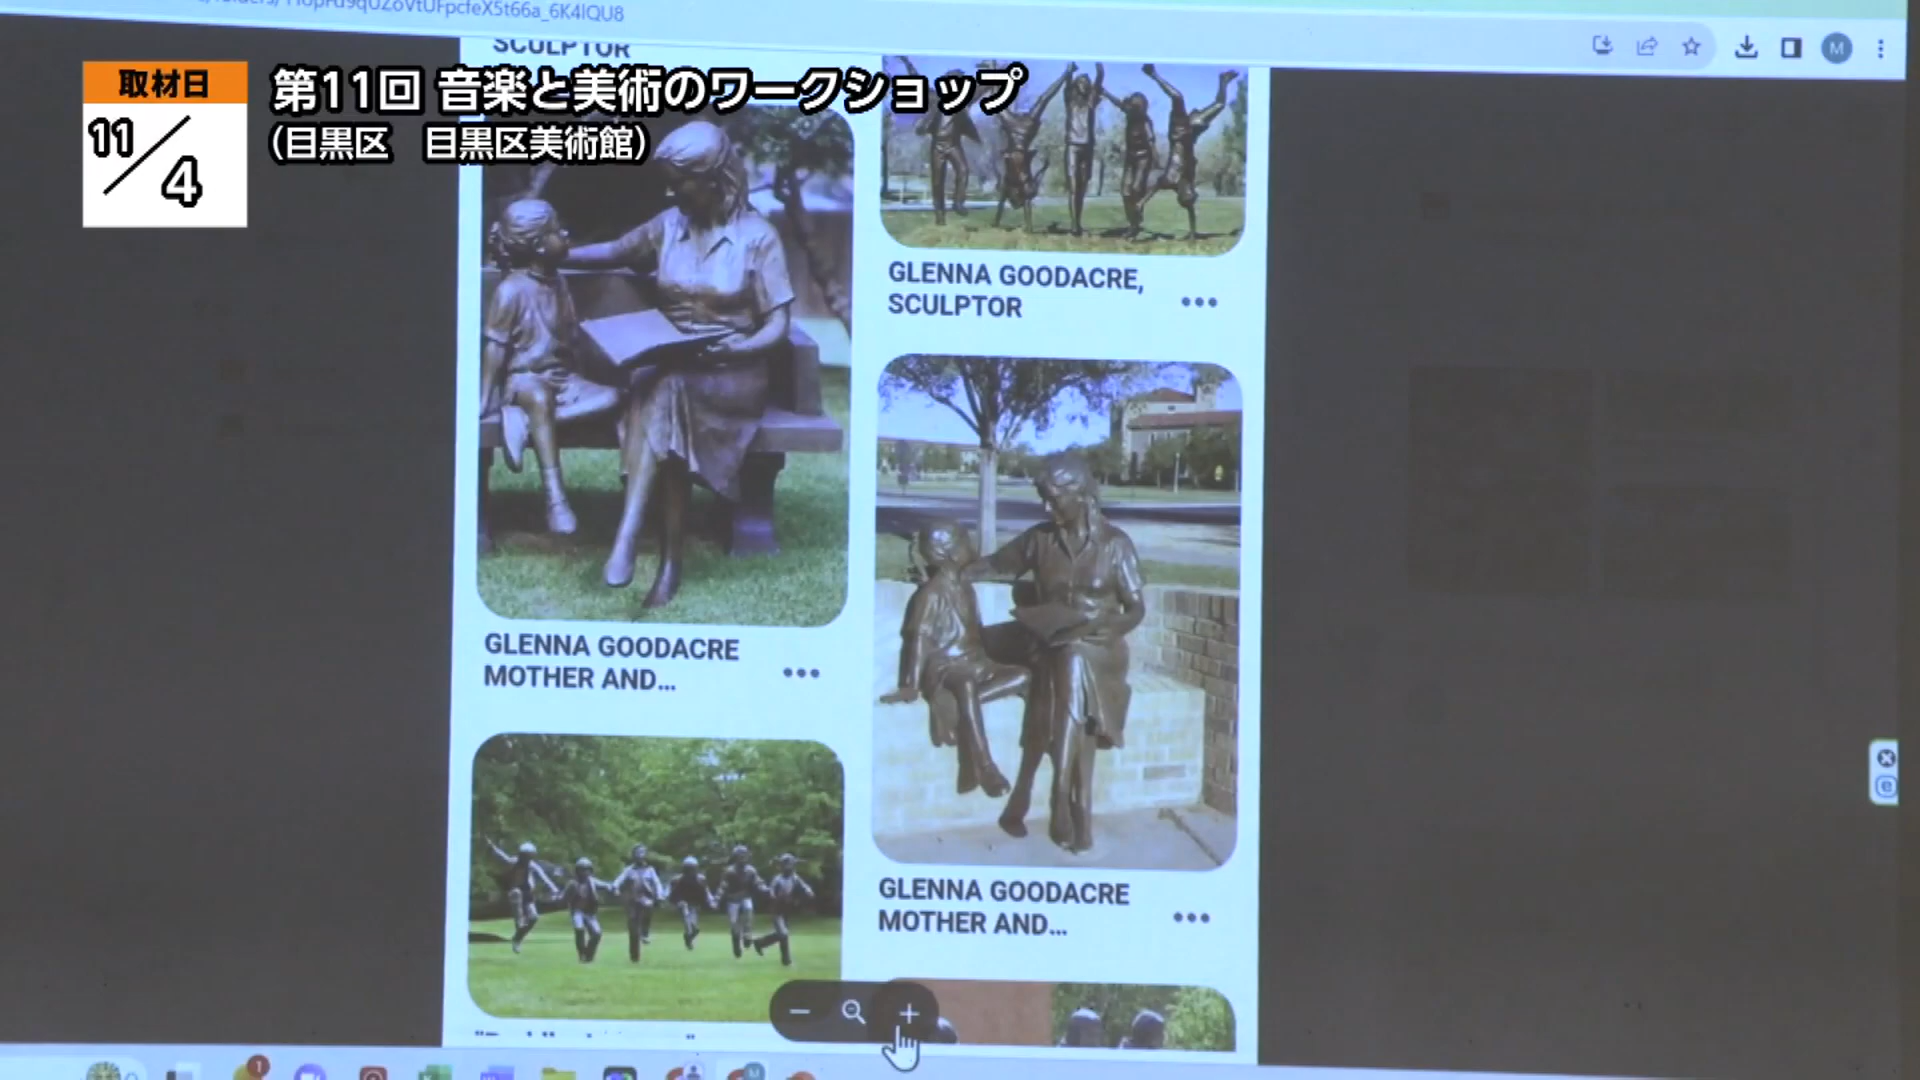 取材日
11/4
第11回 音楽と美術のワークショップ
（目黒区　目黒区美術館）
SCULPTOR
GLENNA GOODACRE,
SCULPTOR
GLENNA GOODACRE
MOTHER AND...
GLENNA GOODACRE
MOTHER AND...
M
1